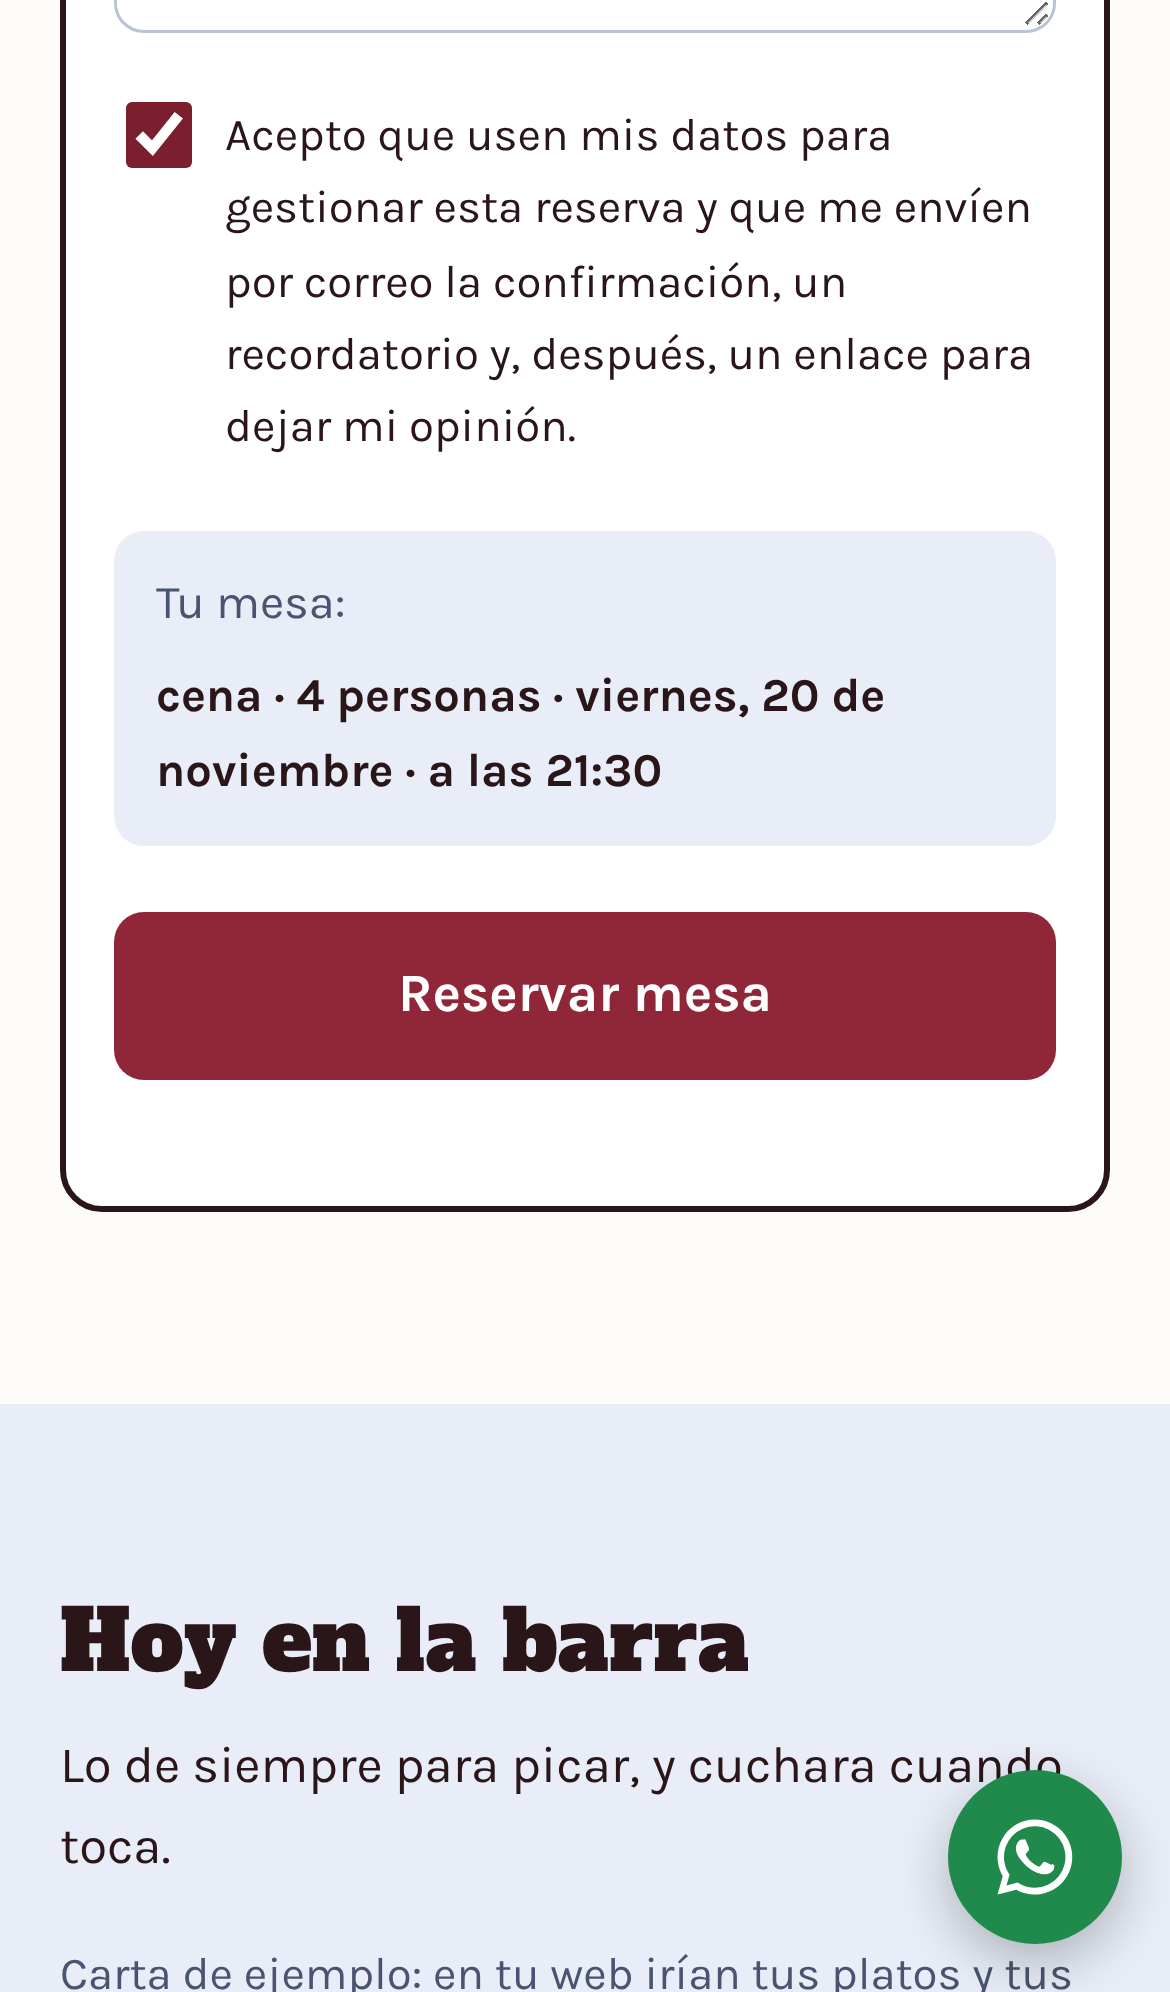 Acepto que usen mis datos para
gestionar esta reserva y que me envíen
por correo la confirmación, un
recordatorio y, después, un enlace para
dejar mi opinión.
Tu mesa:
cena · 4 personas · viernes, 20 de
noviembre · a las 21:30
Reservar mesa
Hoy en la barra
Lo de siempre para picar, y cuchara cuando
toca.
Carta de ejemplo: en tu web irían tus platos y tus